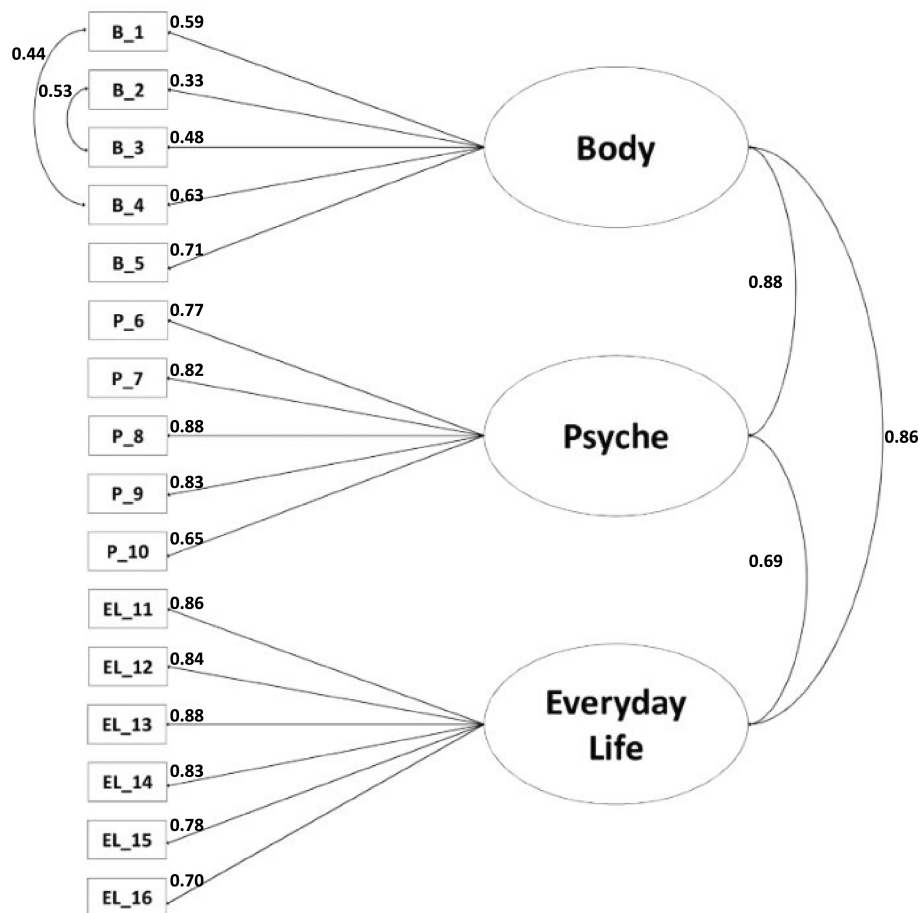 B_1 0.59
0.44
B_2 0.33
0.53
B_3 0.48
Body
B_4 0.63
B_5 0.71
0.88
P_6 0.77
P_7 0.82
P_8 0.88
Psyche
0.86
P_9 0.83
P_10 0.65
0.69
EL_11 0.86
EL_12 0.84
EL_13 0.88
Everyday
Life
EL_14 0.83
EL_15 0.78
EL_16 0.70